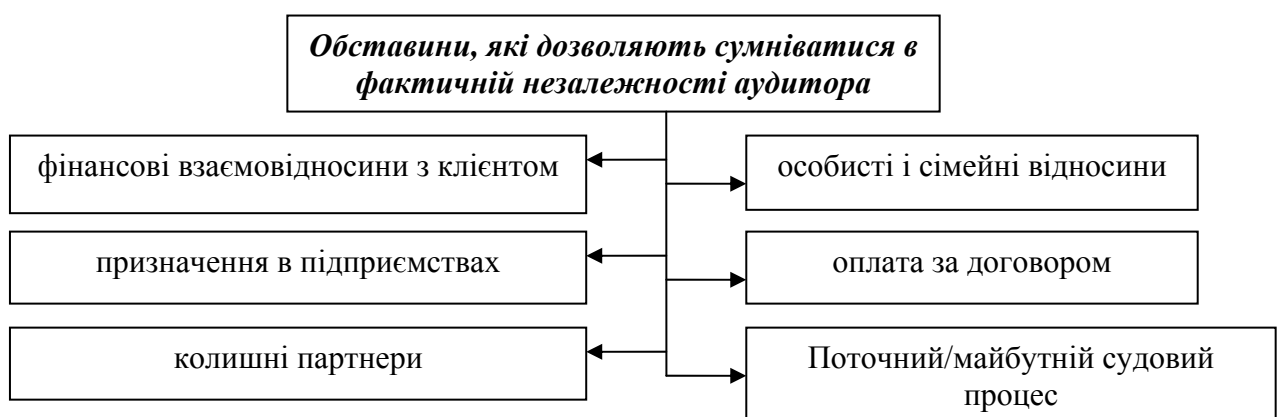 Обставини, які дозволяють сумніватися в
фактичній незалежності аудитора
фінансові взаємовідносини з клієнтом
особисті і сімейні відносини
призначення в підприємствах
оплата за договором
колишні партнери
Поточний/майбутній судовий
процес